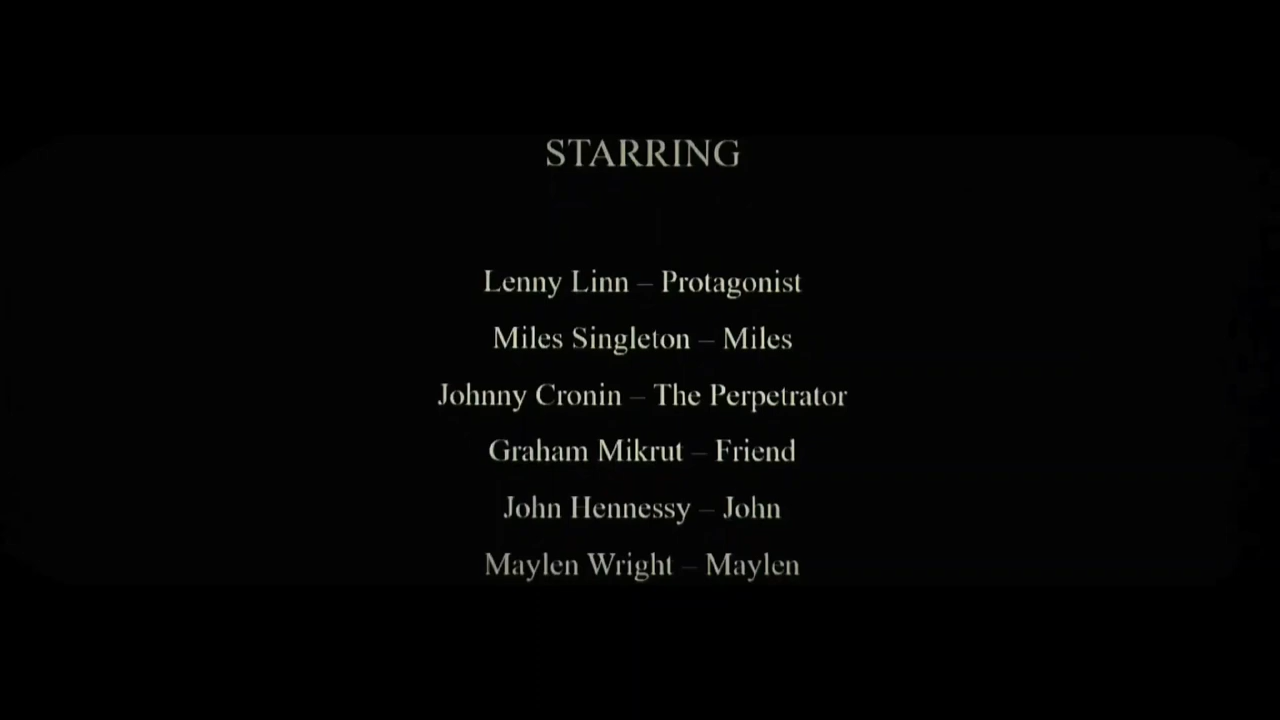 STARRING
Lenny Linn – Protagonist
Miles Singleton – Miles
Johnny Cronin – The Perpetrator
Graham Mikrut – Friend
John Hennessy – John
Maylen Wright – Maylen